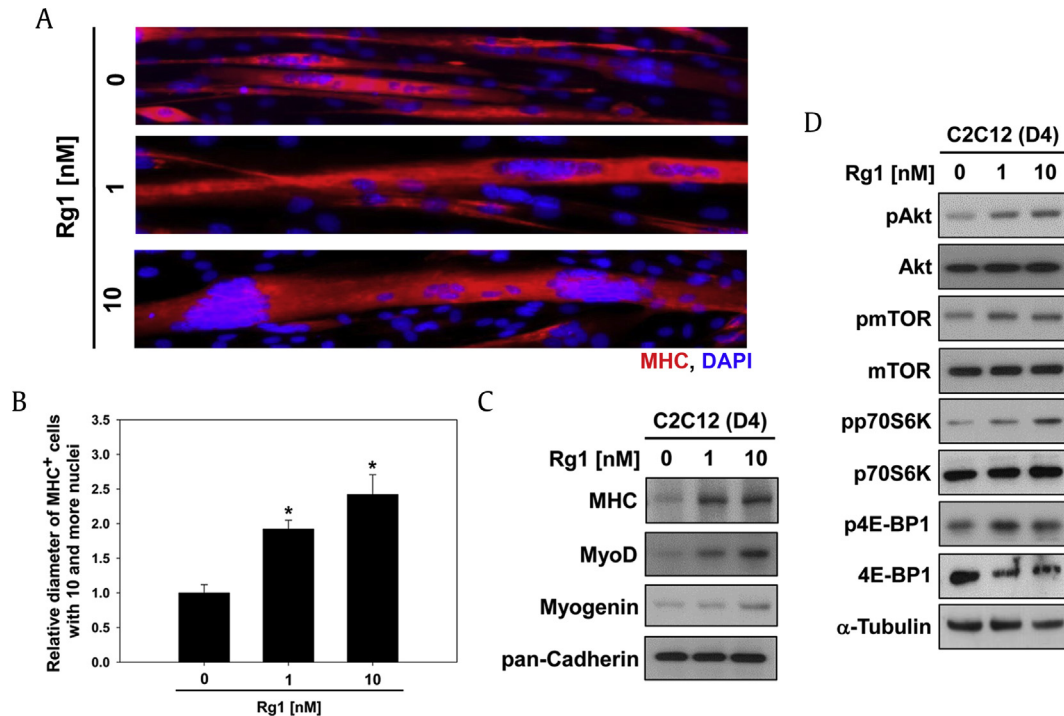 A
Rg1 [nM]
0
1
10
MHC, DAPI
B
Relative diameter of MHC+ cells
with 10 and more nuclei
3.5
3.0
2.5
2.0
1.5
1.0
0.5
0.0
*
*
0 1 10
Rg1 [nM]
C
C2C12 (D4)
Rg1 [nM] 0 1 10
MHC
MyoD
Myogenin
pan-Cadherin
D
C2C12 (D4)
Rg1 [nM] 0 1 10
pAkt
Akt
pmTOR
mTOR
pp70S6K
p70S6K
p4E-BP1
4E-BP1
α-Tubulin